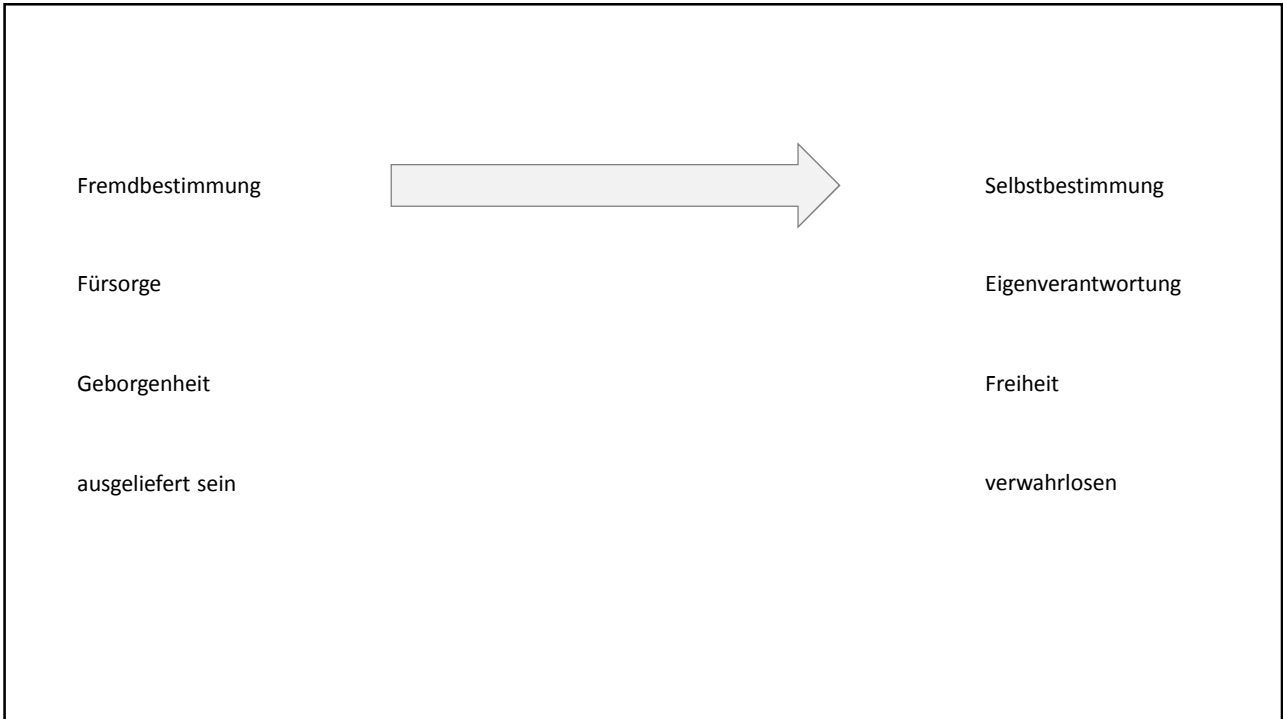 Fremdbestimmung Selbstbestimmung
Fürsorge Eigenverantwortung
Geborgenheit Freiheit
ausgeliefert sein verwahrlosen